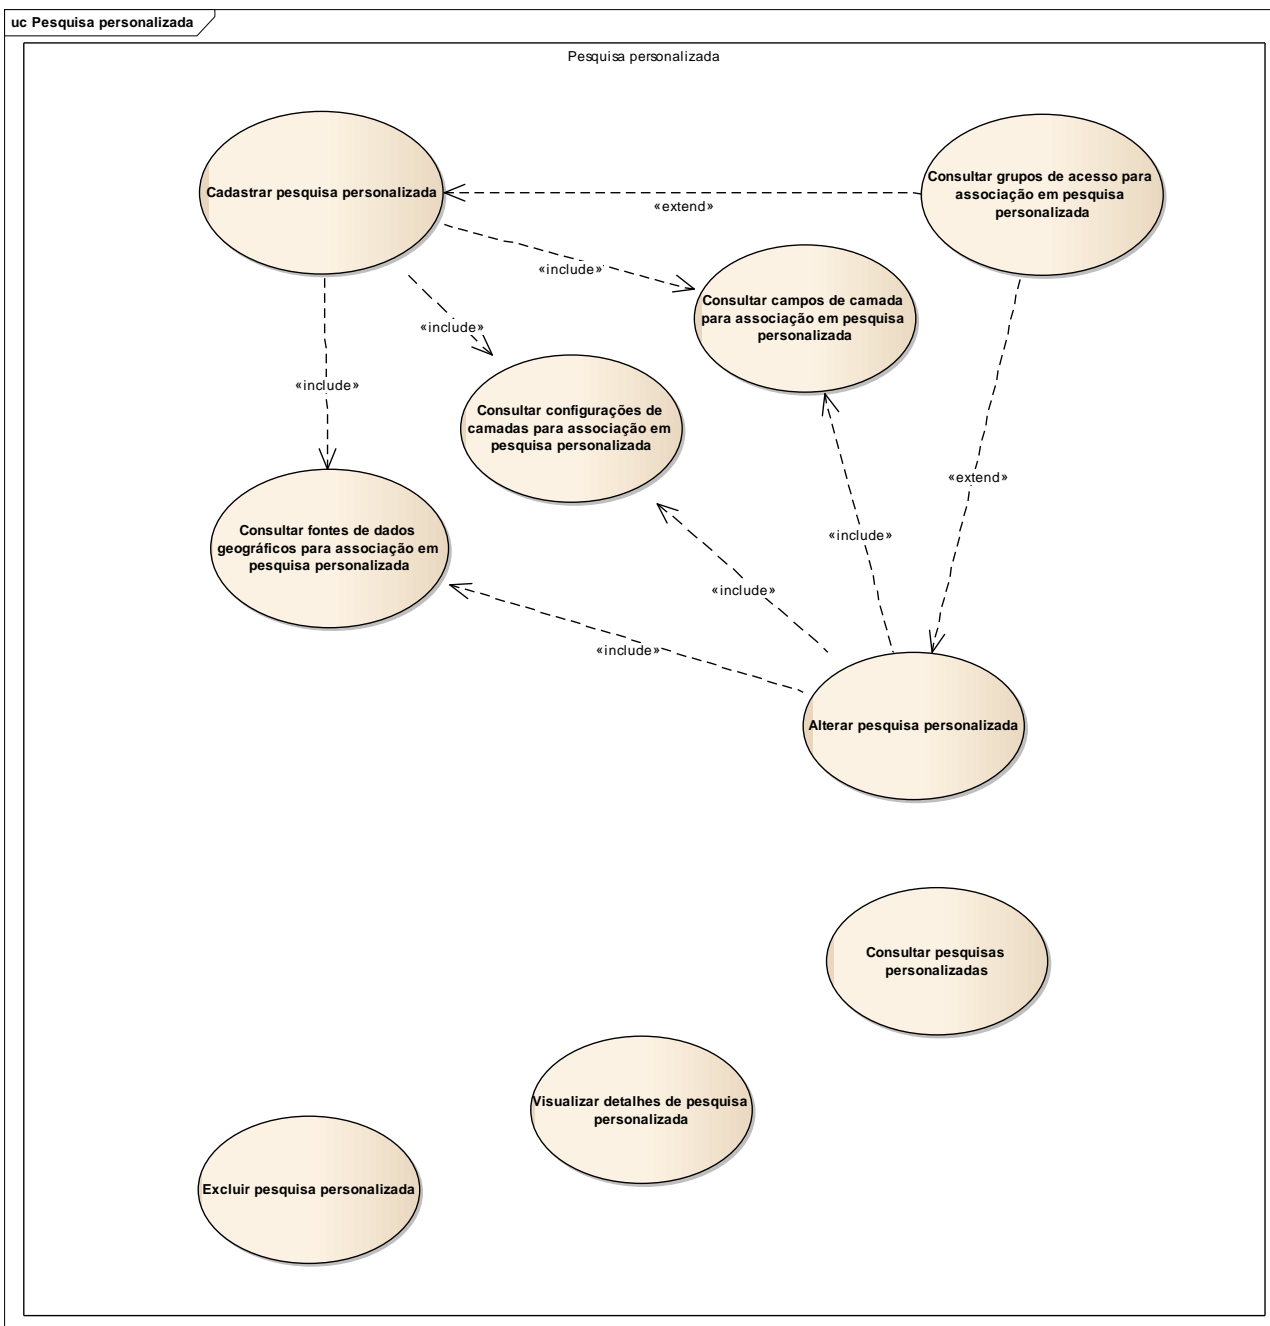 uc Pesquisa personalizada
Pesquisa personalizada
Cadastrar pesquisa personalizada
Consultar grupos de acesso para
associação em pesquisa
personalizada
«extend»
«include»
Consultar campos de camada
para associação em pesquisa
personalizada
«include»
«include»
Consultar configurações de
camadas para associação em
pesquisa personalizada
«extend»
Consultar fontes de dados
geográficos para associação em
pesquisa personalizada
«include»
«include»
«include»
Alterar pesquisa personalizada
Consultar pesquisas
personalizadas
Visualizar detalhes de pesquisa
personalizada
Excluir pesquisa personalizada